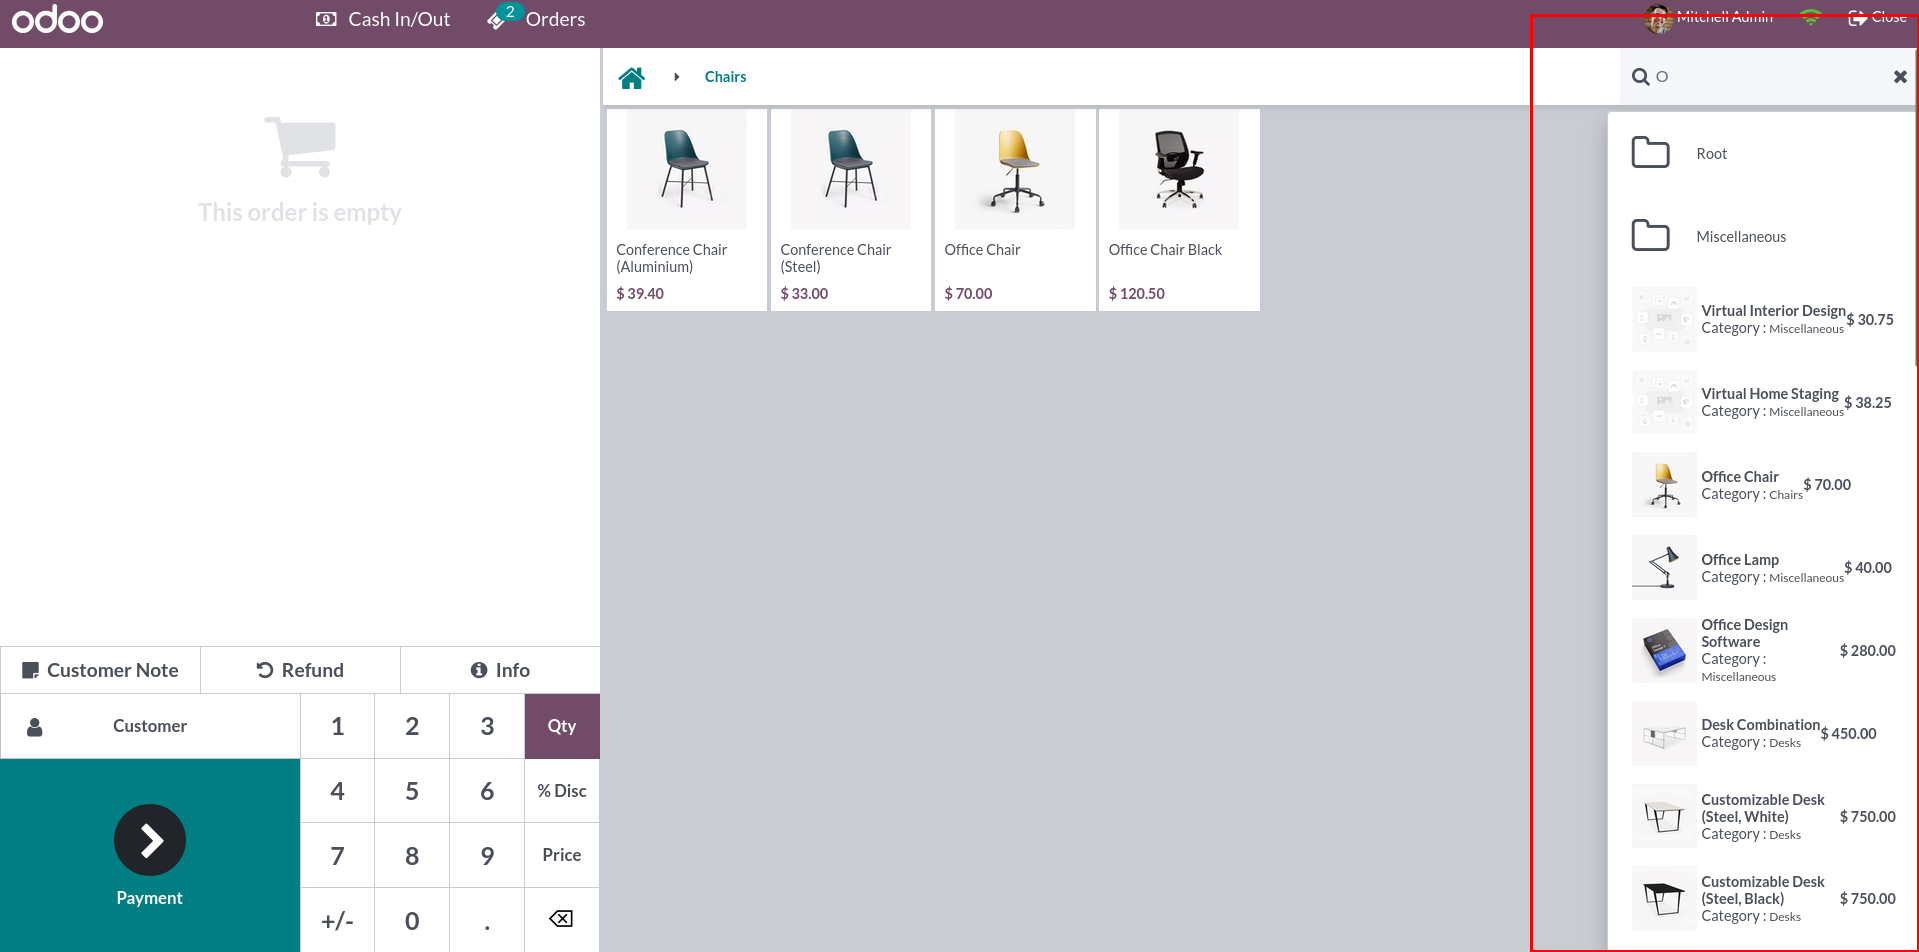 odoo
Cash In/Out
2
Orders
Mitchell Admin
Close
Chairs
O
This order is empty
Conference Chair
(Aluminium)
$ 39.40
Conference Chair
(Steel)
$ 33.00
Office Chair
$ 70.00
Office Chair Black
$ 120.50
Root
Miscellaneous
Virtual Interior Design
Category : Miscellaneous
$ 30.75
Virtual Home Staging
Category : Miscellaneous
$ 38.25
Office Chair
Category : Chairs
$ 70.00
Office Lamp
Category : Miscellaneous
$ 40.00
Office Design
Software
Category :
Miscellaneous
$ 280.00
Desk Combination
Category : Desks
$ 450.00
Customizable Desk
(Steel, White)
Category : Desks
$ 750.00
Customizable Desk
(Steel, Black)
Category : Desks
$ 750.00
Customer Note
Refund
Info
Customer
1
2
3
Qty
4
5
6
% Disc
7
8
9
Price
+/-
0
.
Payment